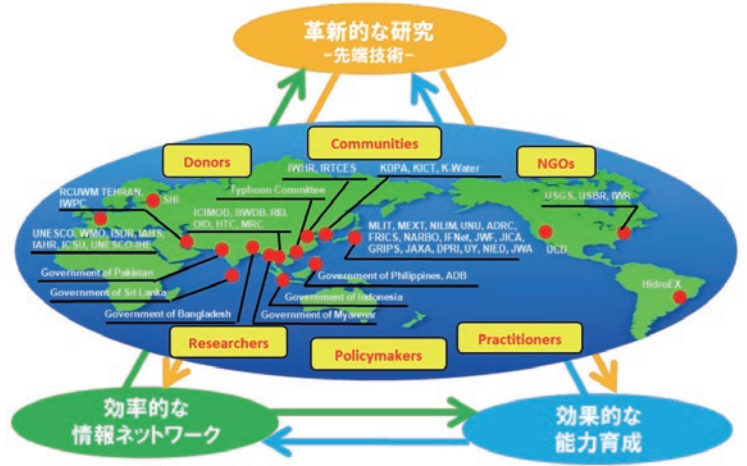 革新的な研究
-先端技術-
Communities
Donors
NGOs
IWHR, IRTCES
KDPA, KICT, K-Water
RCUWM TEHRAN,
IWPC
SHI
Typhoon Committee
USGS, USBR, IWR
ICIMOD, BWDB, RID,
DID, HTC, MRC
UNESCO, WMO, ISDR, IAHS,
IAHR, ICSU, UNESCO-IHE
MLIT, MEXT, NILIM, UNU, ADRC,
FRICS, NARBO, IFNet, JWF, JICA,
GRIPS, JAXA, DPRI, UY, NIED, JWA
UCD
Government of Pakistan
Government of Philippines, ADB
HidroEX
Government of Sri Lanka
Government of Indonesia
Government of Bangladesh
Government of Myanmar
Researchers
Policymakers
Practitioners
効率的な
情報ネットワーク
効果的な
能力育成